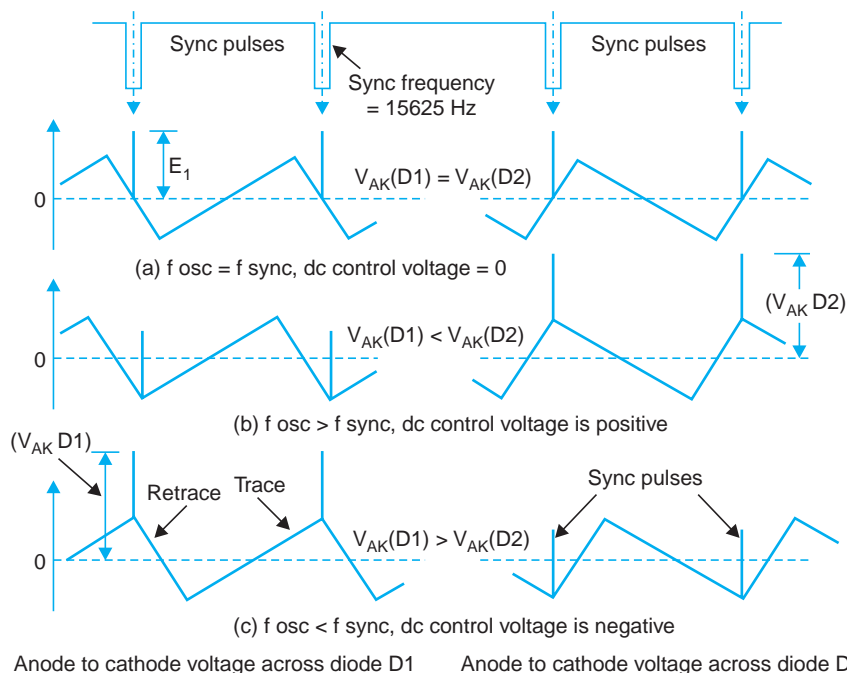 Sync pulses
Sync pulses
Sync frequency
= 15625 Hz
E1
0
VAK(D1) = VAK(D2)
(a) f osc = f sync, dc control voltage = 0
(VAK D2)
0
VAK(D1) < VAK(D2)
(b) f osc > f sync, dc control voltage is positive
(VAK D1)
Retrace
Trace
Sync pulses
0
VAK(D1) > VAK(D2)
(c) f osc < f sync, dc control voltage is negative
Anode to cathode voltage across diode D1
Anode to cathode voltage across diode D